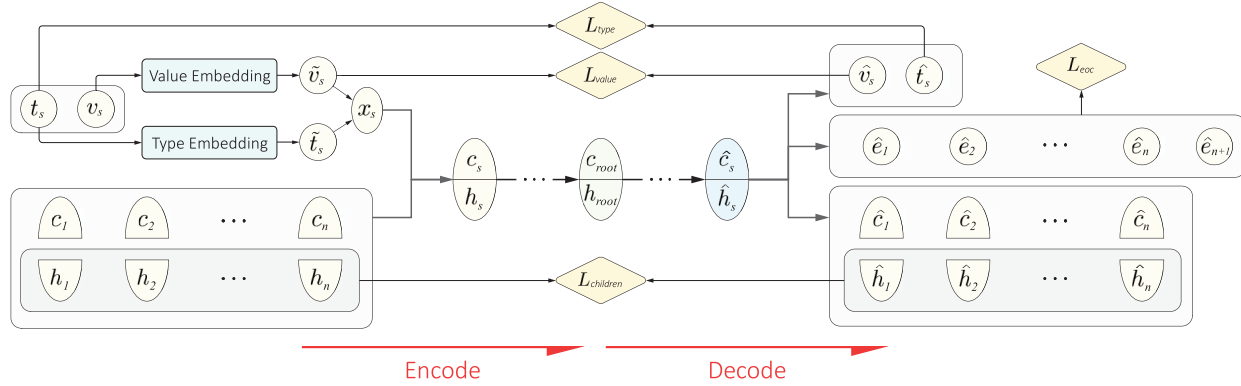 L_type
Value Embedding ṽ_s L_value v̂_s t̂_s L_eoc
t_s v_s x_s
Type Embedding t̃_s ê_1 ê_2 ··· ê_n ê_{n+1}
c_s ··· c_root ··· ĉ_s
h_s h_root ĥ_s
c_1 c_2 ··· c_n ĉ_1 ĉ_2 ··· ĉ_n
h_1 h_2 ··· h_n L_children ĥ_1 ĥ_2 ··· ĥ_n
Encode Decode